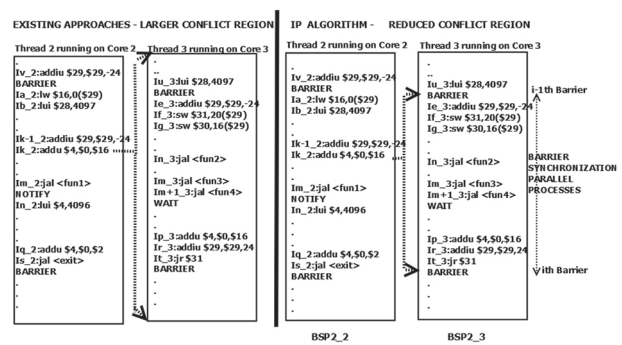 EXISTING APPROACHES - LARGER CONFLICT REGION
Thread 2 running on Core 2
.
Iv_2:addiu $29,$29,-24
BARRIER
Ia_2:lw $16,0($29)
Ib_2:lui $28,4097
.
.
Ik-1_2:addiu $29,$29,-24
Ik_2:addu $4,$0,$16
.
.
Im_2:jal <fun1>
NOTIFY
In_2:lui $4,4096
.
.
.
Iq_2:addu $4,$0,$2
Is_2:jal <exit>
BARRIER
.
.
.
Thread 3 running on Core 3
.
..
Iu_3:lui $28,4097
BARRIER
Ie_3:addiu $29,$29,-24
If_3:sw $31,20($29)
Ig_3:sw $30,16($29)
.
.
In_3:jal <fun2>
.
Im_3:jal <fun3>
Im+1_3:jal <fun4>
WAIT
.
.
Ip_3:addu $4,$0,$16
Ir_3:addiu $29,$29,24
It_3:jr $31
BARRIER
.
.
.
IP ALGORITHM - REDUCED CONFLICT REGION
Thread 2 running on Core 2
.
Iv_2:addiu $29,$29,-24
BARRIER
Ia_2:lw $16,0($29)
Ib_2:lui $28,4097
.
.
Ik-1_2:addiu $29,$29,-24
Ik_2:addu $4,$0,$16
.
.
Im_2:jal <fun1>
NOTIFY
In_2:lui $4,4096
.
.
.
Iq_2:addu $4,$0,$2
Is_2:jal <exit>
BARRIER
.
.
.
BSP2_2
Thread 3 running on Core 3
.
..
Iu_3:lui $28,4097
BARRIER
Ie_3:addiu $29,$29,-24
If_3:sw $31,20($29)
Ig_3:sw $30,16($29)
.
.
In_3:jal <fun2>
.
Im_3:jal <fun3>
Im+1_3:jal <fun4>
WAIT
.
.
Ip_3:addu $4,$0,$16
Ir_3:addiu $29,$29,24
It_3:jr $31
BARRIER
.
.
.
BSP2_3
i-1th Barrier
BARRIER
SYNCHRONIZATION
PARALLEL
PROCESSES
ith Barrier